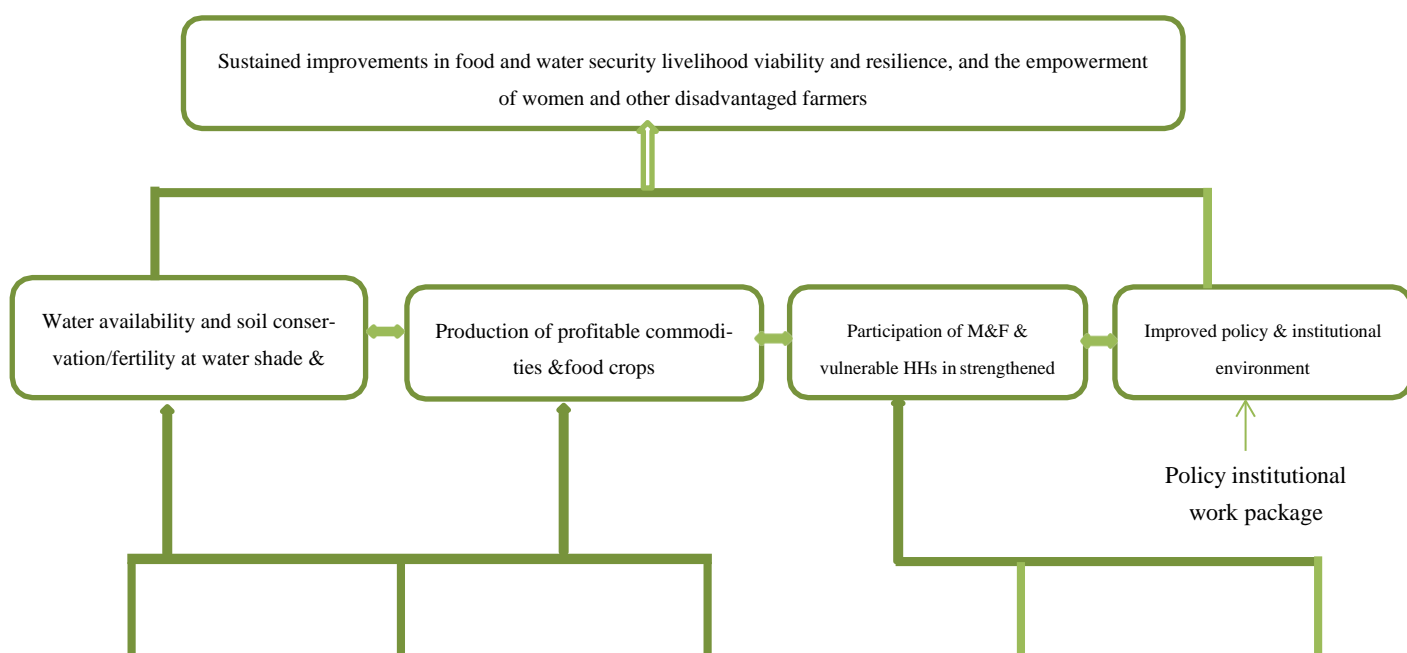 Sustained improvements in food and water security livelihood viability and resilience, and the empowerment
of women and other disadvantaged farmers
Water availability and soil conser-
vation/fertility at water shade &
Production of profitable commodi-
ties &food crops
Participation of M&F &
vulnerable HHs in strengthened
Improved policy & institutional
environment
Policy institutional
work package